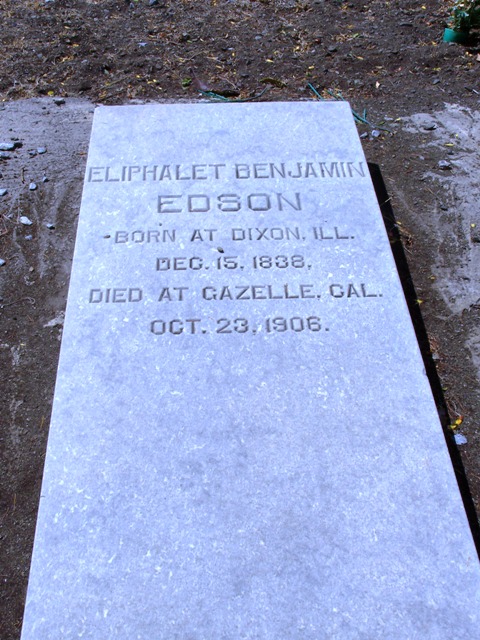 ELIPHALET BENJAMIN
EDSON
BORN AT DIXON, ILL.
DEC. 15, 1838,
DIED AT GAZELLE, CAL.
OCT. 23, 1906.